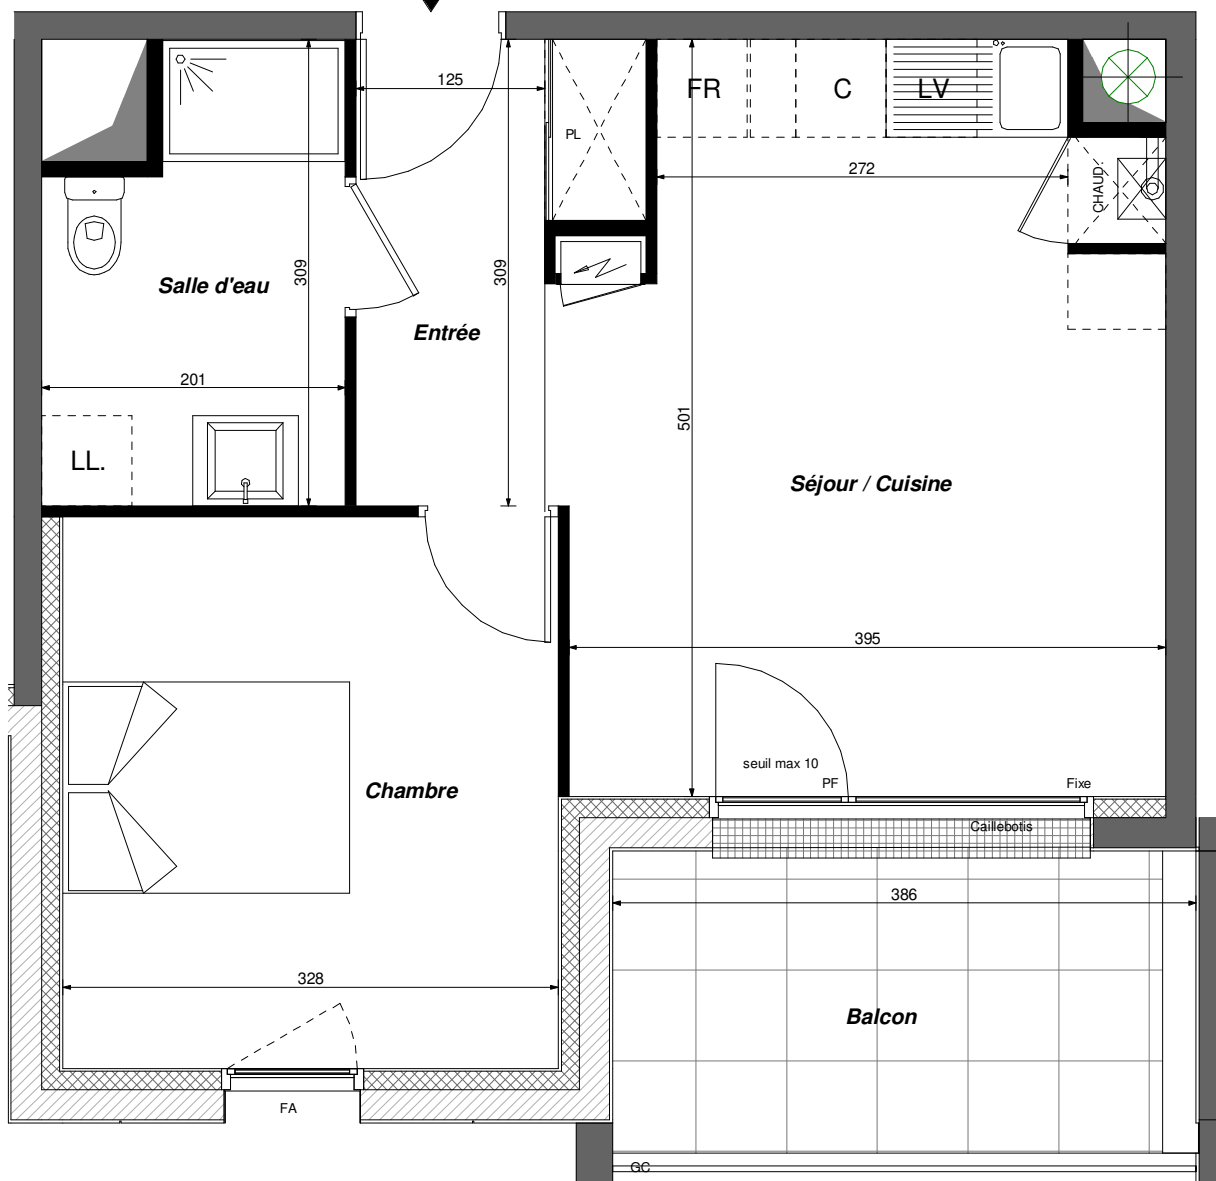 125
PL
FR
C
LV
272
CHAUD.
Salle d'eau
309
309
Entrée
201
501
LL.
Séjour / Cuisine
395
seuil max 10
PF
Fixe
Chambre
Caillebotis
386
328
Balcon
FA
GC